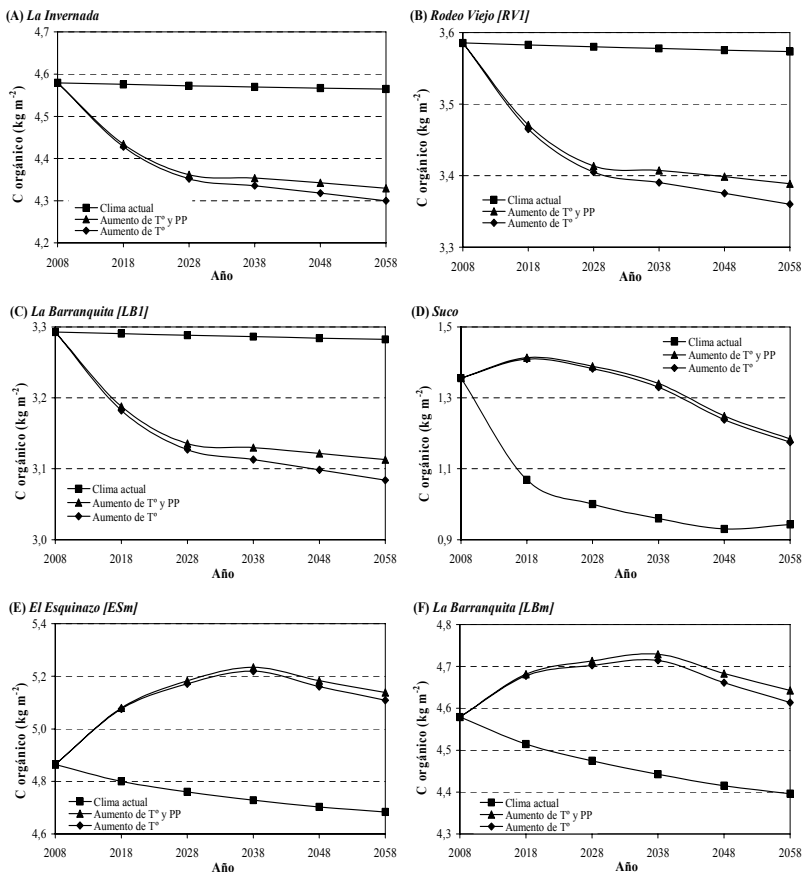 (A) La Invernada
C orgánico (kg m⁻²)
4,7
4,6
4,5
4,4
4,3
4,2
Clima actual
Aumento de Tº y PP
Aumento de Tº
2008 2018 2028 2038 2048 2058
Año
(B) Rodeo Viejo [RV1]
C orgánico (kg m⁻²)
3,6
3,5
3,4
3,3
Clima actual
Aumento de Tº y PP
Aumento de Tº
2008 2018 2028 2038 2048 2058
Año
(C) La Barranquita [LB1]
C orgánico (kg m⁻²)
3,3
3,2
3,1
3,0
Clima actual
Aumento de Tº y PP
Aumento de Tº
2008 2018 2028 2038 2048 2058
Año
(D) Suco
C orgánico (kg m⁻²)
1,5
1,3
1,1
0,9
Clima actual
Aumento de Tº y PP
Aumento de Tº
2008 2018 2028 2038 2048 2058
Año
(E) El Esquinazo [ESm]
C orgánico (kg m⁻²)
5,4
5,2
5,0
4,8
4,6
Clima actual
Aumento de Tº y PP
Aumento de Tº
2008 2018 2028 2038 2048 2058
Año
(F) La Barranquita [LBm]
C orgánico (kg m⁻²)
4,8
4,7
4,6
4,5
4,4
4,3
Clima actual
Aumento de Tº y PP
Aumento de Tº
2008 2018 2028 2038 2048 2058
Año